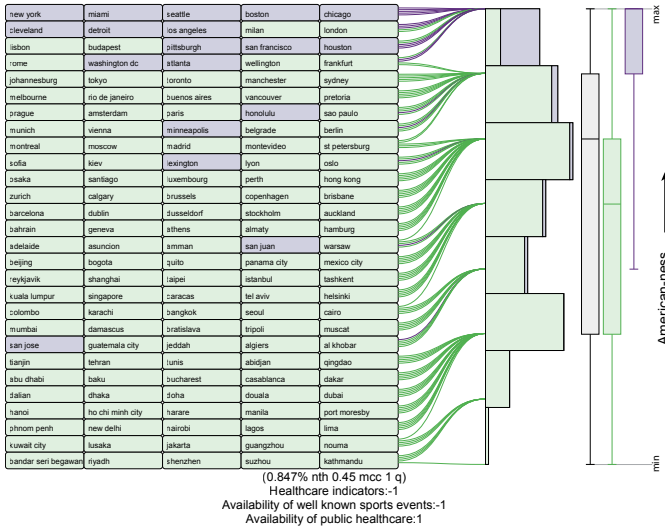 new york miami seattle boston chicago
cleveland detroit los angeles milan london
lisbon budapest pittsburgh san francisco houston
rome washington dc atlanta wellington frankfurt
johannesburg tokyo toronto manchester sydney
melbourne rio de janeiro buenos aires vancouver pretoria
prague amsterdam paris honolulu sao paulo
munich vienna minneapolis belgrade berlin
montreal moscow madrid montevideo st petersburg
sofia kiev lexington lyon oslo
osaka santiago luxembourg perth hong kong
zurich calgary brussels copenhagen brisbane
barcelona dublin dusseldorf stockholm auckland
bahrain geneva athens almaty hamburg
adelaide asuncion amman san juan warsaw
beijing bogota quito panama city mexico city
reykjavik shanghai taipei istanbul tashkent
kuala lumpur singapore caracas tel aviv helsinki
colombo karachi bangkok seoul cairo
mumbai damascus bratislava tripoli muscat
san jose guatemala city jeddah algiers al khobar
tianjin tehran tunis abidjan qingdao
abu dhabi baku bucharest casablanca dakar
dalian dhaka doha douala dubai
hanoi ho chi minh city harare manila port moresby
phnom penh new delhi nairobi lagos lima
kuwait city lusaka jakarta guangzhou nouma
bandar seri begawan riyadh shenzhen suzhou kathmandu
(0.847% nth 0.45 mcc 1 q)
Healthcare indicators:-1
Availability of well known sports events:-1
Availability of public healthcare:1
max
American-ness
min